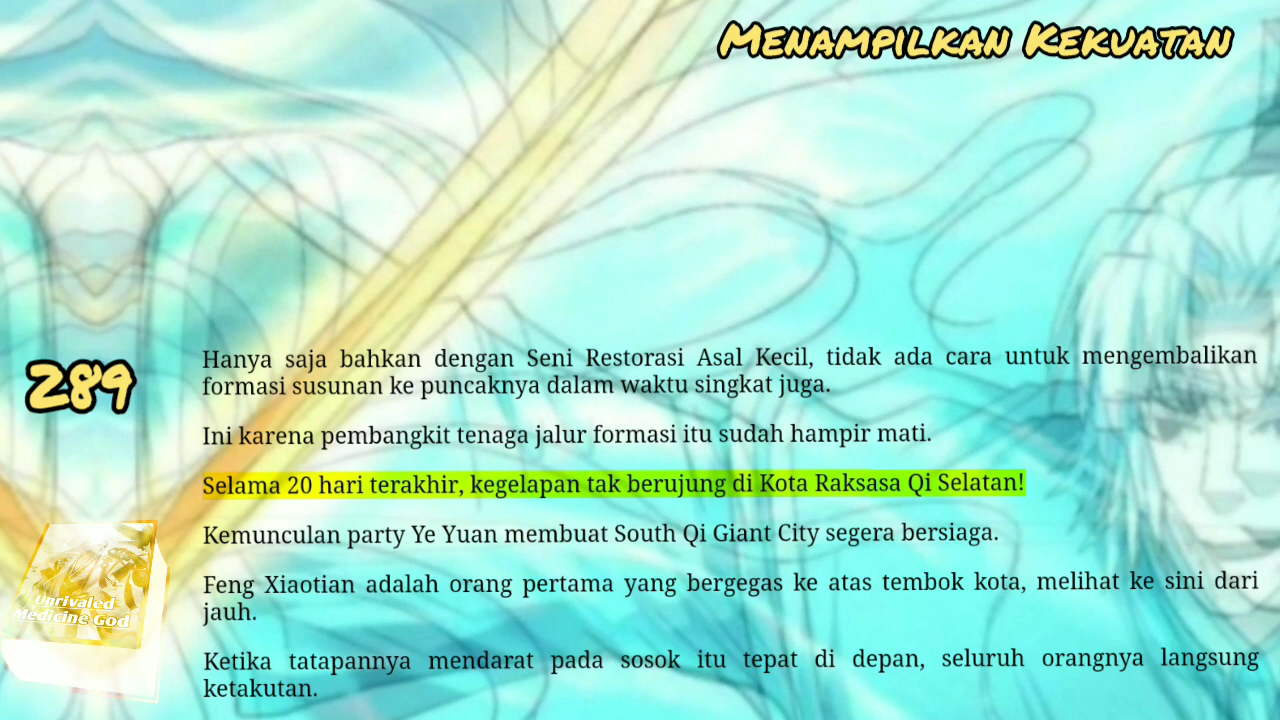 Menampilkan Kekuatan
289
Hanya saja bahkan dengan Seni Restorasi Asal Kecil, tidak ada cara untuk mengembalikan
formasi susunan ke puncaknya dalam waktu singkat juga.
Ini karena pembangkit tenaga jalur formasi itu sudah hampir mati.
Selama 20 hari terakhir, kegelapan tak berujung di Kota Raksasa Qi Selatan!
Kemunculan party Ye Yuan membuat South Qi Giant City segera bersiaga.
Feng Xiaotian adalah orang pertama yang bergegas ke atas tembok kota, melihat ke sini dari
jauh.
Ketika tatapannya mendarat pada sosok itu tepat di depan, seluruh orangnya langsung
ketakutan.
Unrivaled
Medicine God